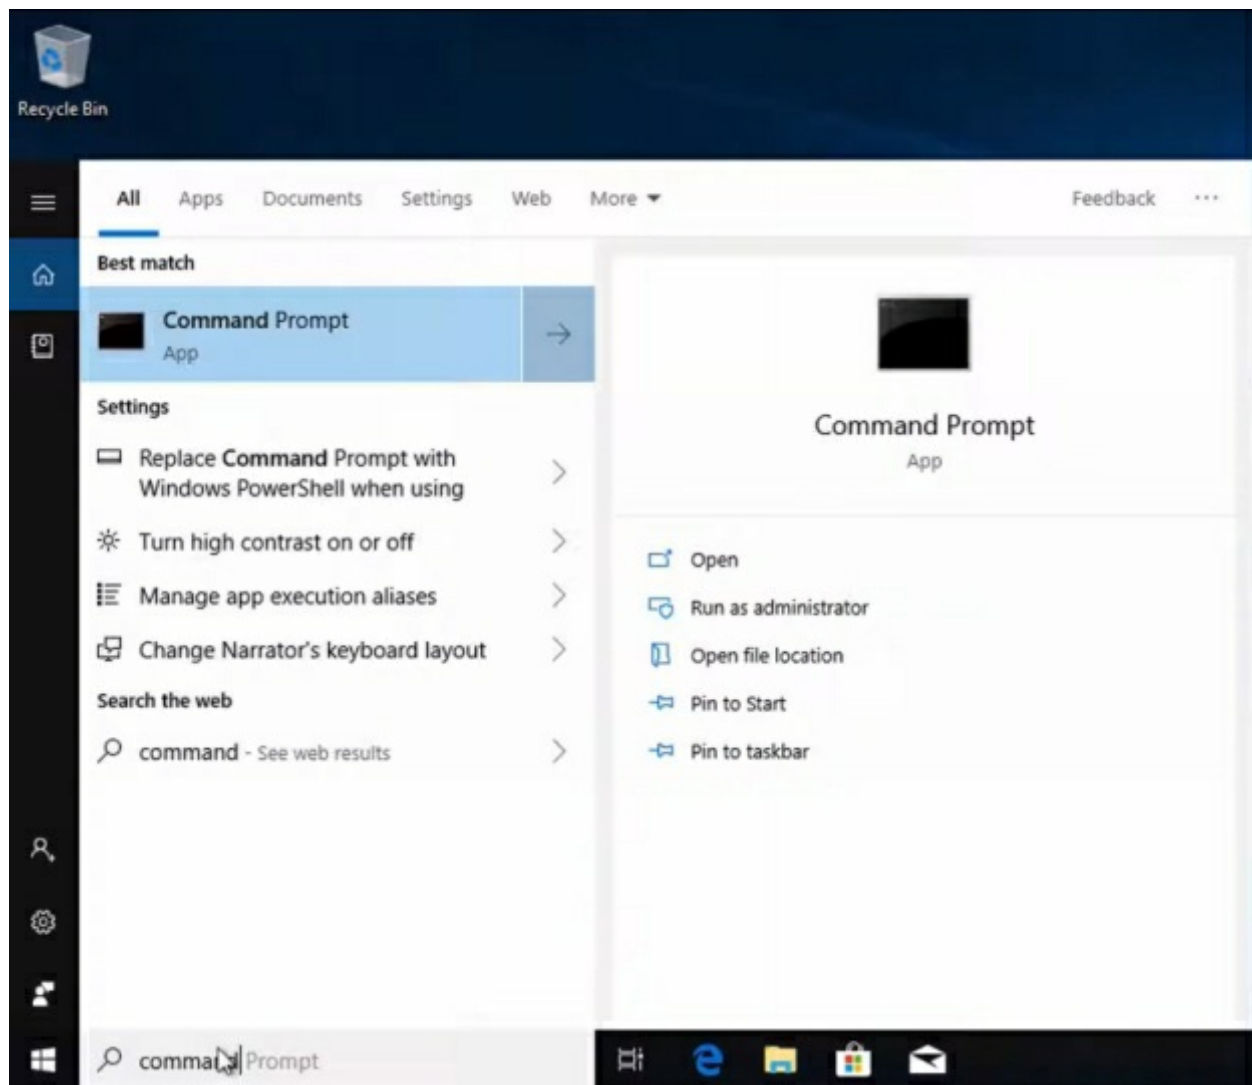 Recycle Bin
All Apps Documents Settings Web More Feedback ...
Best match
Command Prompt
App
Settings
Replace Command Prompt with
Windows PowerShell when using
Turn high contrast on or off
Manage app execution aliases
Change Narrator's keyboard layout
Search the web
command - See web results
Command Prompt
App
Open
Run as administrator
Open file location
Pin to Start
Pin to taskbar
command Prompt